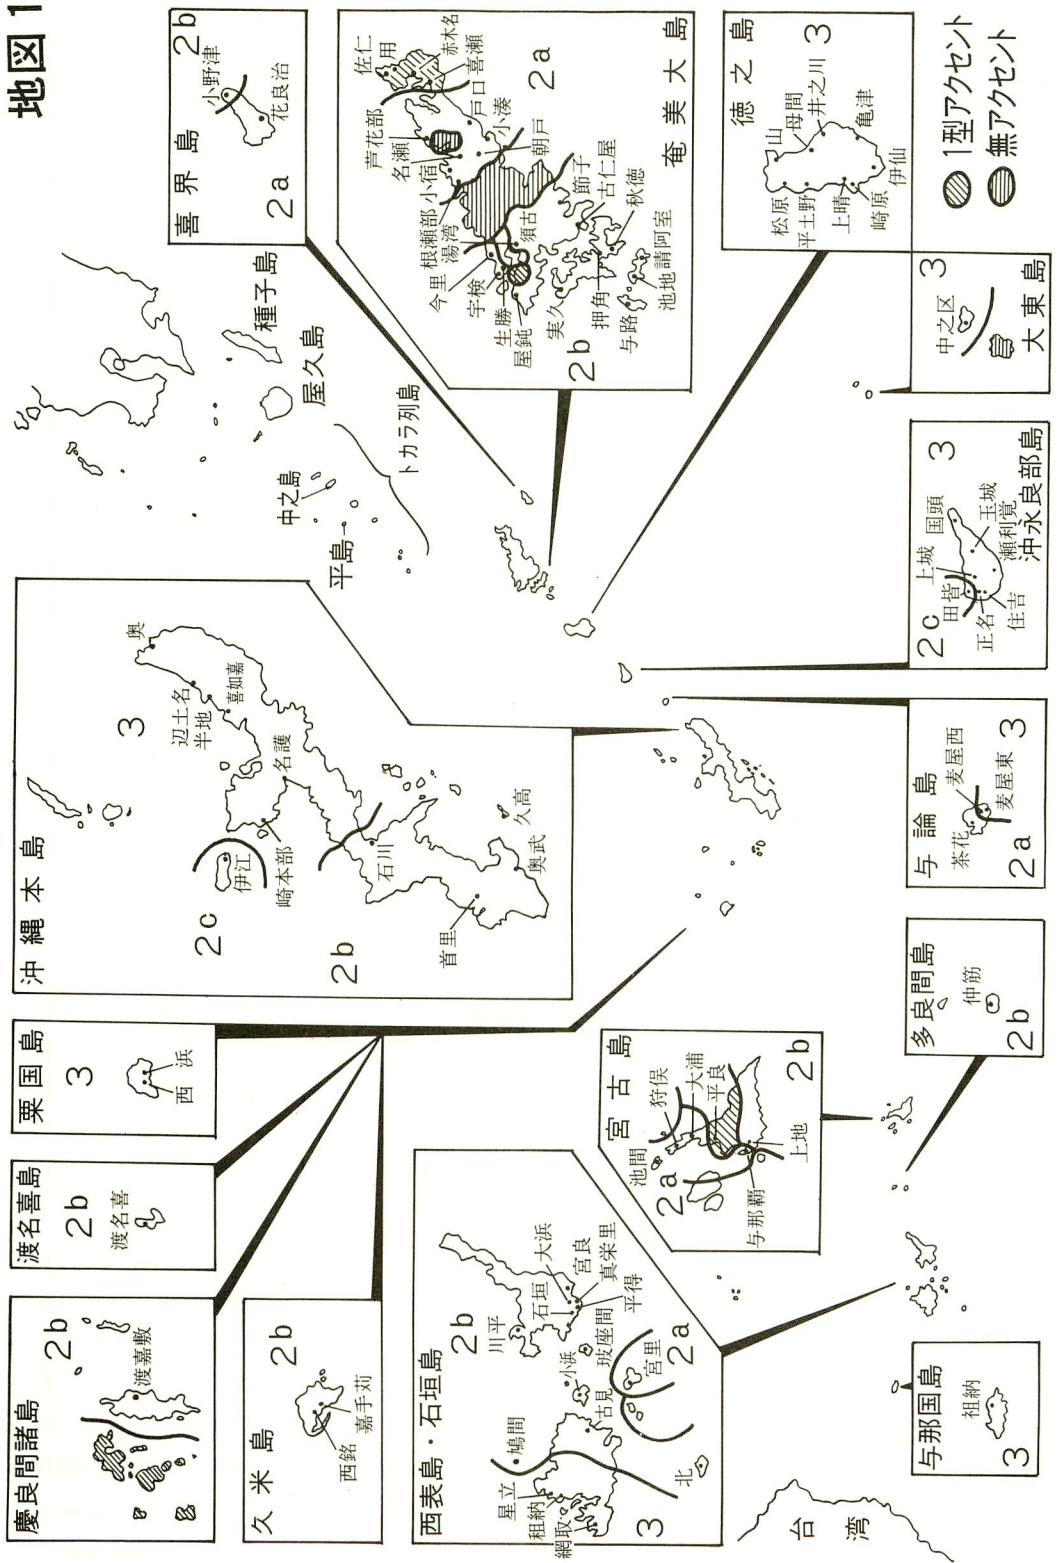 地図 1
喜界島
2b
小野津
花良治
2a
奄美大島
佐仁
用
赤木名
喜瀬
2a
芦花部
名瀬
戸口
小湊
小宿
朝戸
根瀬部
湯湾
須古
節子
古仁屋
秋徳
今里
宇検
生勝
屋鈍
実久
押角
与路
請阿室
池地
2b
徳之島
3
山
母間
井之川
亀津
松原
平土野
上晴
崎原
伊仙
1型アクセント
無アクセント
種子島
屋久島
トカラ列島
中之島
平島
大東島
3
中之区
沖縄本島
3
奥
辺土名
半地
喜如嘉
名護
2c
伊江
崎本部
石川
2b
首里
久高
奥武
沖永良部島
2c
3
国頭
上城
田皆
玉城
瀬利覚
正名
住吉
与論島
3
麦屋西
麦屋東
茶花
2a
粟国島
3
浜
西
渡名喜島
2b
渡名喜
慶良間諸島
2b
渡嘉敷
久米島
2b
嘉手苅
西銘
多良間島
仲筋
2b
宮古島
狩俣
大浦
平良
池間
2a
2b
与那覇
上地
西表島・石垣島
2b
川平
石垣
大浜
宮良
真栄里
平得
玻座間
小浜
宮里
2a
古見
鳩間
星立
祖納
網取
北
3
与那国島
祖納
3
台湾